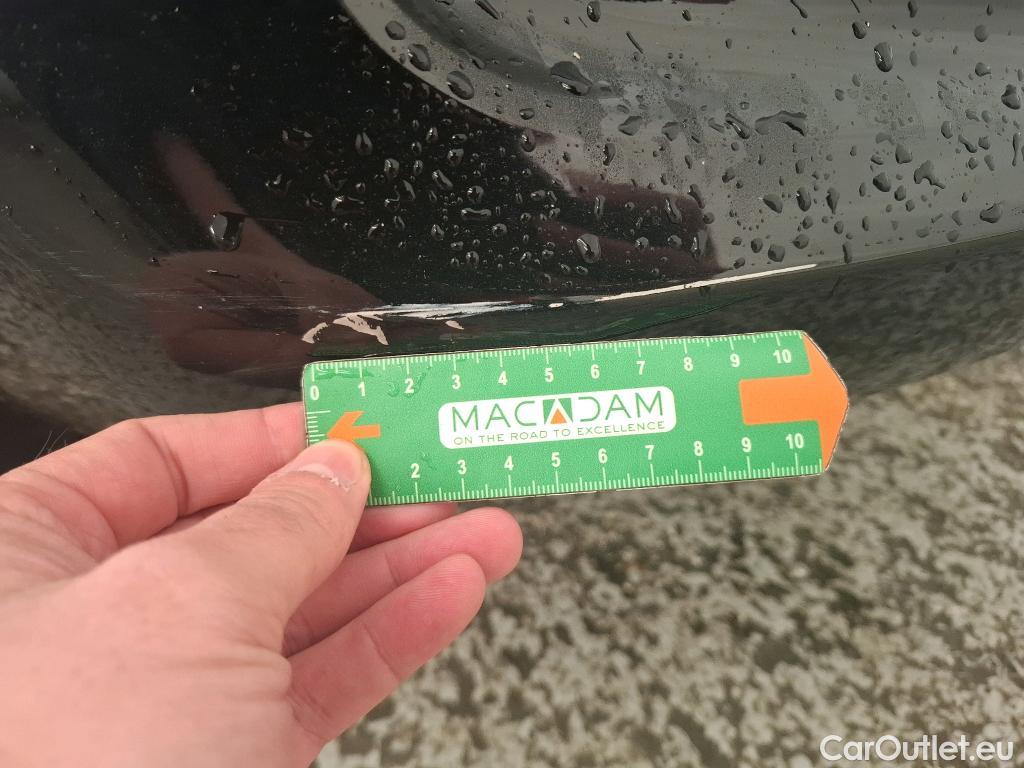 0 1 2 3 4 5 6 7 8 9 10
MACADAM
ON THE ROAD TO EXCELLENCE
2 3 4 5 6 7 8 9 10
CarOutlet.eu